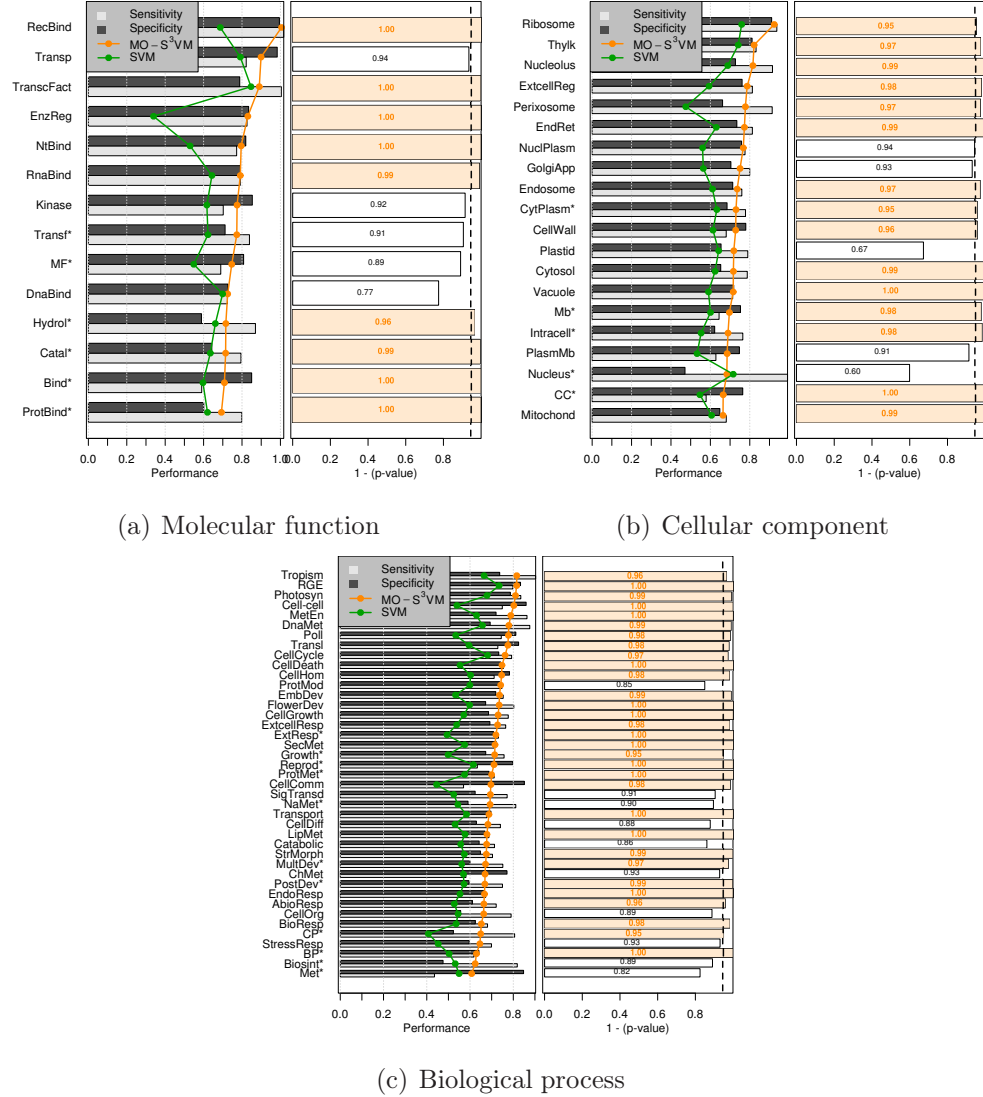 RecBind
Transp
TranscFact
EnzReg
NtBind
RnaBind
Kinase
Transf*
MF*
DnaBind
Hydrol*
Catal*
Bind*
ProtBind*
Sensitivity
Specificity
MO − S³VM
SVM
0.0 0.2 0.4 0.6 0.8 1.0
Performance
1.00
0.94
1.00
1.00
1.00
0.99
0.92
0.91
0.89
0.77
0.96
0.99
1.00
1.00
0.0 0.2 0.4 0.6 0.8
1 - (p-value)
(a) Molecular function
Ribosome
Thylk
Nucleolus
ExtcellReg
Perixosome
EndRet
NuclPlasm
GolgiApp
Endosome
CytPlasm*
CellWall
Plastid
Cytosol
Vacuole
Mb*
Intracell*
PlasmMb
Nucleus*
CC*
Mitochond
Sensitivity
Specificity
MO − S³VM
SVM
0.0 0.2 0.4 0.6 0.8
Performance
0.95
0.97
0.99
0.98
0.97
0.99
0.94
0.93
0.97
0.95
0.96
0.67
0.99
1.00
0.98
0.98
0.91
0.60
1.00
0.99
0.0 0.2 0.4 0.6 0.8
1 - (p-value)
(b) Cellular component
Tropism
RGE
Photosyn
Cell-cell
MetEn
DnaMet
Poll
Transl
CellCycle
CellDeath
CellHom
ProtMod
EmbDev
FlowerDev
CellGrowth
ExtcellResp
ExtResp*
SecMet
Growth*
Reprod*
ProtMet*
CellComm
SigTransd
NaMet*
Transport
CellDiff
LipMet
Catabolic
StrMorph
MultDev*
ChMet
PostDev*
EndoResp
AbioResp
CellOrg
BioResp
CP*
StressResp
BP*
Biosint*
Met*
Sensitivity
Specificity
MO − S³VM
SVM
0.0 0.2 0.4 0.6 0.8
Performance
0.96
1.00
0.99
1.00
1.00
0.99
0.98
0.98
0.97
1.00
0.98
0.85
0.99
1.00
1.00
0.98
1.00
1.00
0.95
1.00
1.00
0.98
0.91
0.90
1.00
0.88
1.00
0.86
0.99
0.97
0.93
0.99
1.00
0.96
0.89
0.98
0.95
0.93
1.00
0.89
0.82
0.0 0.2 0.4 0.6 0.8
1 - (p-value)
(c) Biological process